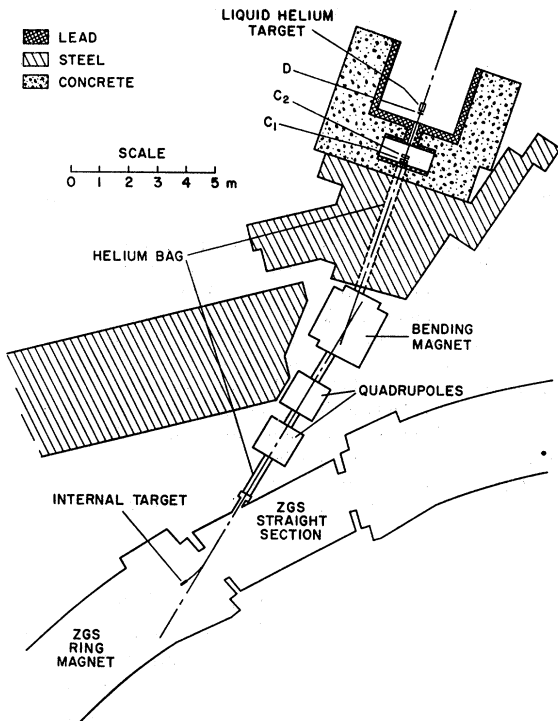 LIQUID HELIUM
TARGET
LEAD
STEEL
CONCRETE
D
C2
C1
SCALE
0 1 2 3 4 5 m
HELIUM BAG
BENDING
MAGNET
QUADRUPOLES
INTERNAL TARGET
ZGS
STRAIGHT
SECTION
ZGS
RING
MAGNET